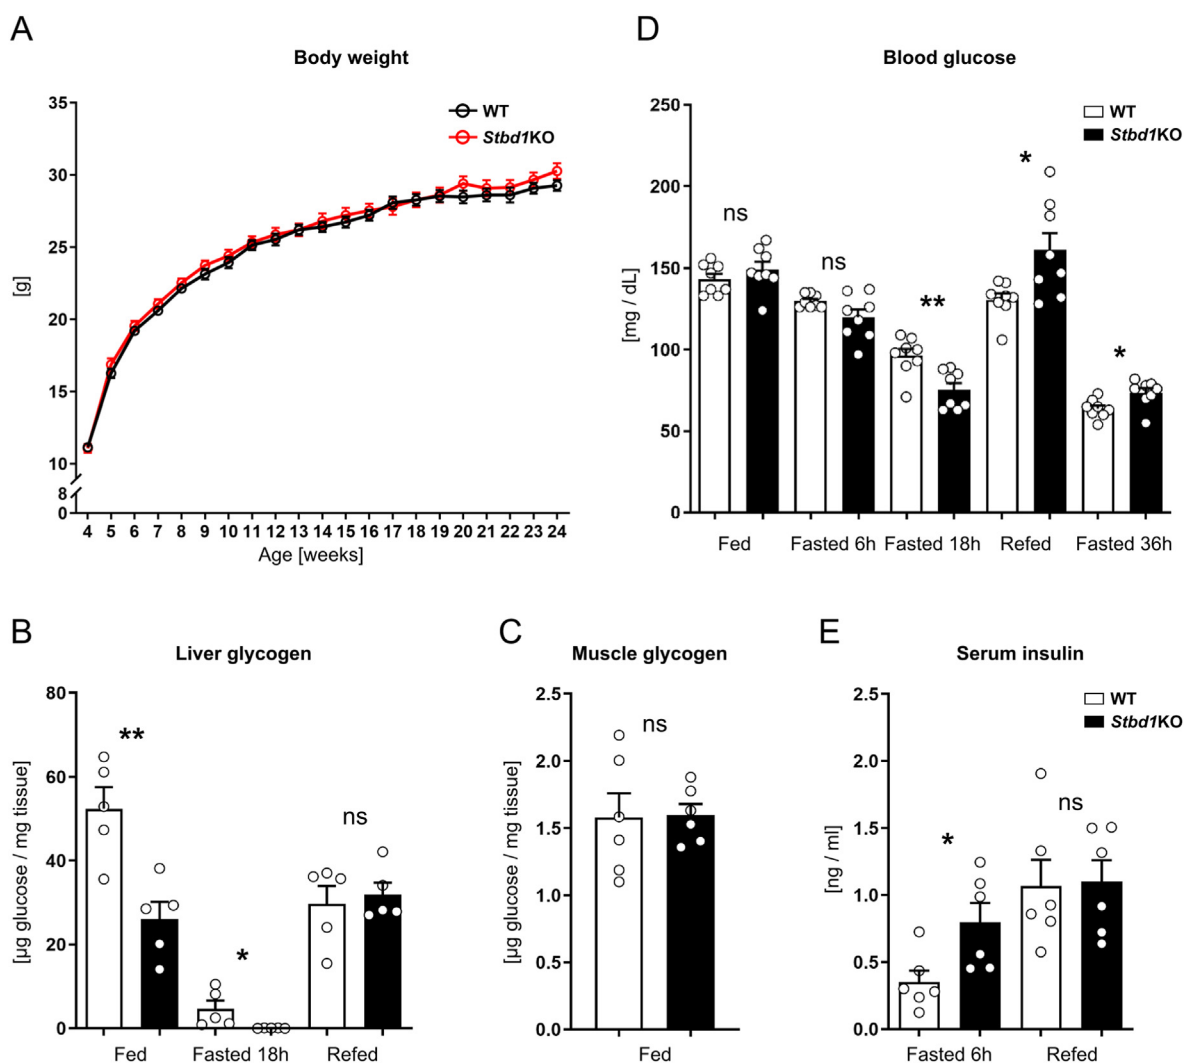 A
Body weight
35
30
25
20
15
10
8
0
[g]
WT
Stbd1KO
4 5 6 7 8 9 10 11 12 13 14 15 16 17 18 19 20 21 22 23 24
Age [weeks]
D
Blood glucose
250
200
150
100
50
0
[mg / dL]
WT
Stbd1KO
ns
ns
**
*
*
Fed Fasted 6h Fasted 18h Refed Fasted 36h
B
Liver glycogen
80
60
40
20
0
[µg glucose / mg tissue]
**
*
ns
Fed Fasted 18h Refed
C
Muscle glycogen
2.5
2.0
1.5
1.0
0.5
0.0
[µg glucose / mg tissue]
ns
Fed
E
Serum insulin
2.5
2.0
1.5
1.0
0.5
0.0
[ng / ml]
WT
Stbd1KO
*
ns
Fasted 6h Refed